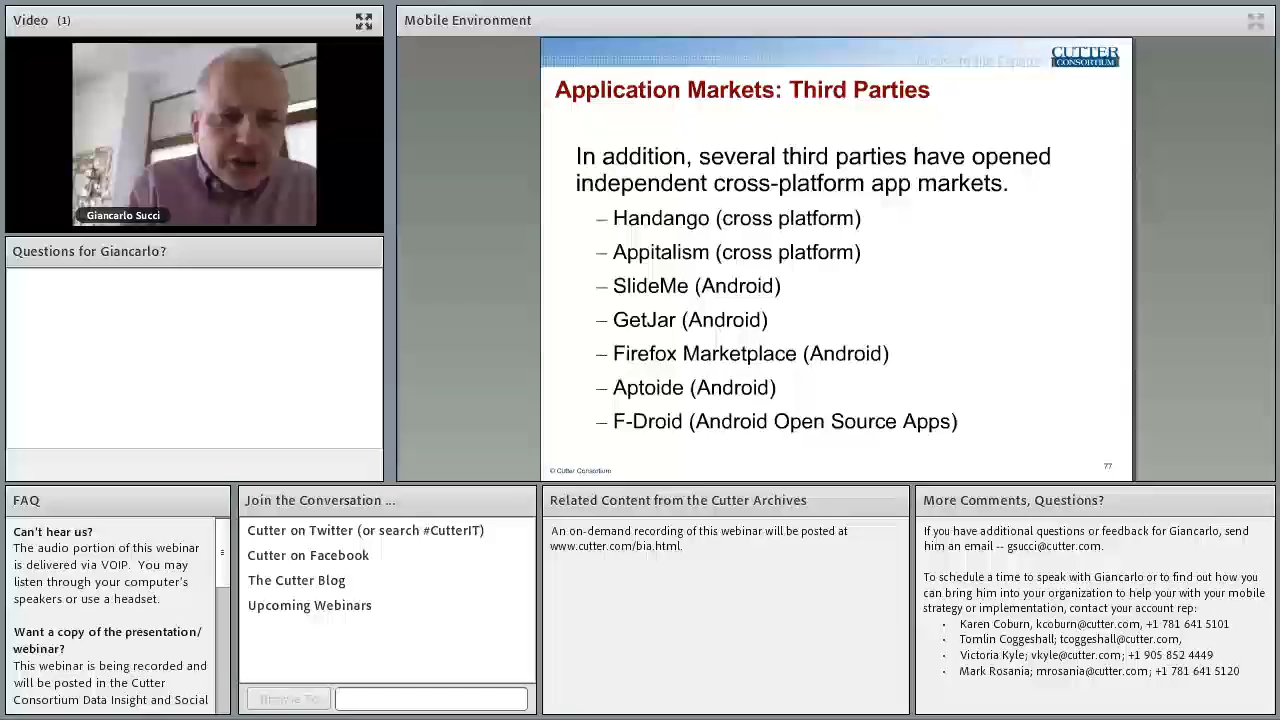 Video (1)
Giancarlo Succi
Questions for Giancarlo?
Mobile Environment
CUTTER
CONSORTIUM
Application Markets: Third Parties
In addition, several third parties have opened
independent cross-platform app markets.
– Handango (cross platform)
– Appitalism (cross platform)
– SlideMe (Android)
– GetJar (Android)
– Firefox Marketplace (Android)
– Aptoide (Android)
– F-Droid (Android Open Source Apps)
© Cutter Consortium
77
FAQ
Can't hear us?
The audio portion of this webinar
is delivered via VOIP. You may
listen through your computer's
speakers or use a headset.
Want a copy of the presentation/
webinar?
This webinar is being recorded and
will be posted in the Cutter
Consortium Data Insight and Social
Join the Conversation ...
Cutter on Twitter (or search #CutterIT)
Cutter on Facebook
The Cutter Blog
Upcoming Webinars
Browse To
Related Content from the Cutter Archives
An on-demand recording of this webinar will be posted at
www.cutter.com/bia.html.
More Comments, Questions?
If you have additional questions or feedback for Giancarlo, send
him an email -- gsucci@cutter.com.
To schedule a time to speak with Giancarlo or to find out how you
can bring him into your organization to help your with your mobile
strategy or implementation, contact your account rep:
• Karen Coburn, kcoburn@cutter.com, +1 781 641 5101
• Tomlin Coggeshall; tcoggeshall@cutter.com,
• Victoria Kyle; vkyle@cutter.com; +1 905 852 4449
• Mark Rosania; mrosania@cutter.com; +1 781 641 5120